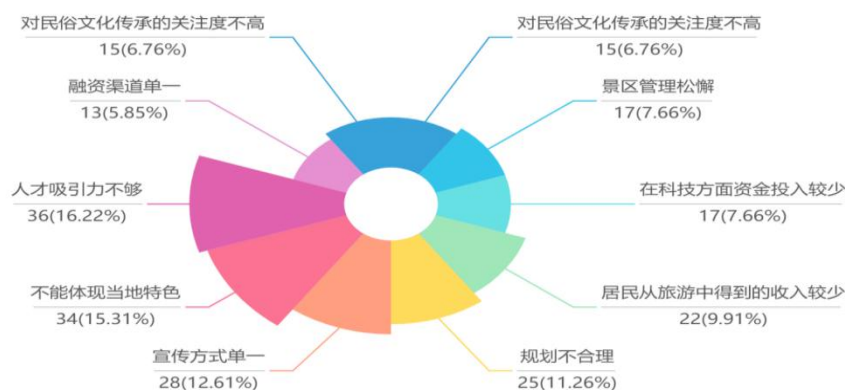 对民俗文化传承的关注度不高
15(6.76%)
对民俗文化传承的关注度不高
15(6.76%)
融资渠道单一
13(5.85%)
景区管理松懈
17(7.66%)
人才吸引力不够
36(16.22%)
在科技方面资金投入较少
17(7.66%)
不能体现当地特色
34(15.31%)
居民从旅游中得到的收入较少
22(9.91%)
宣传方式单一
28(12.61%)
规划不合理
25(11.26%)